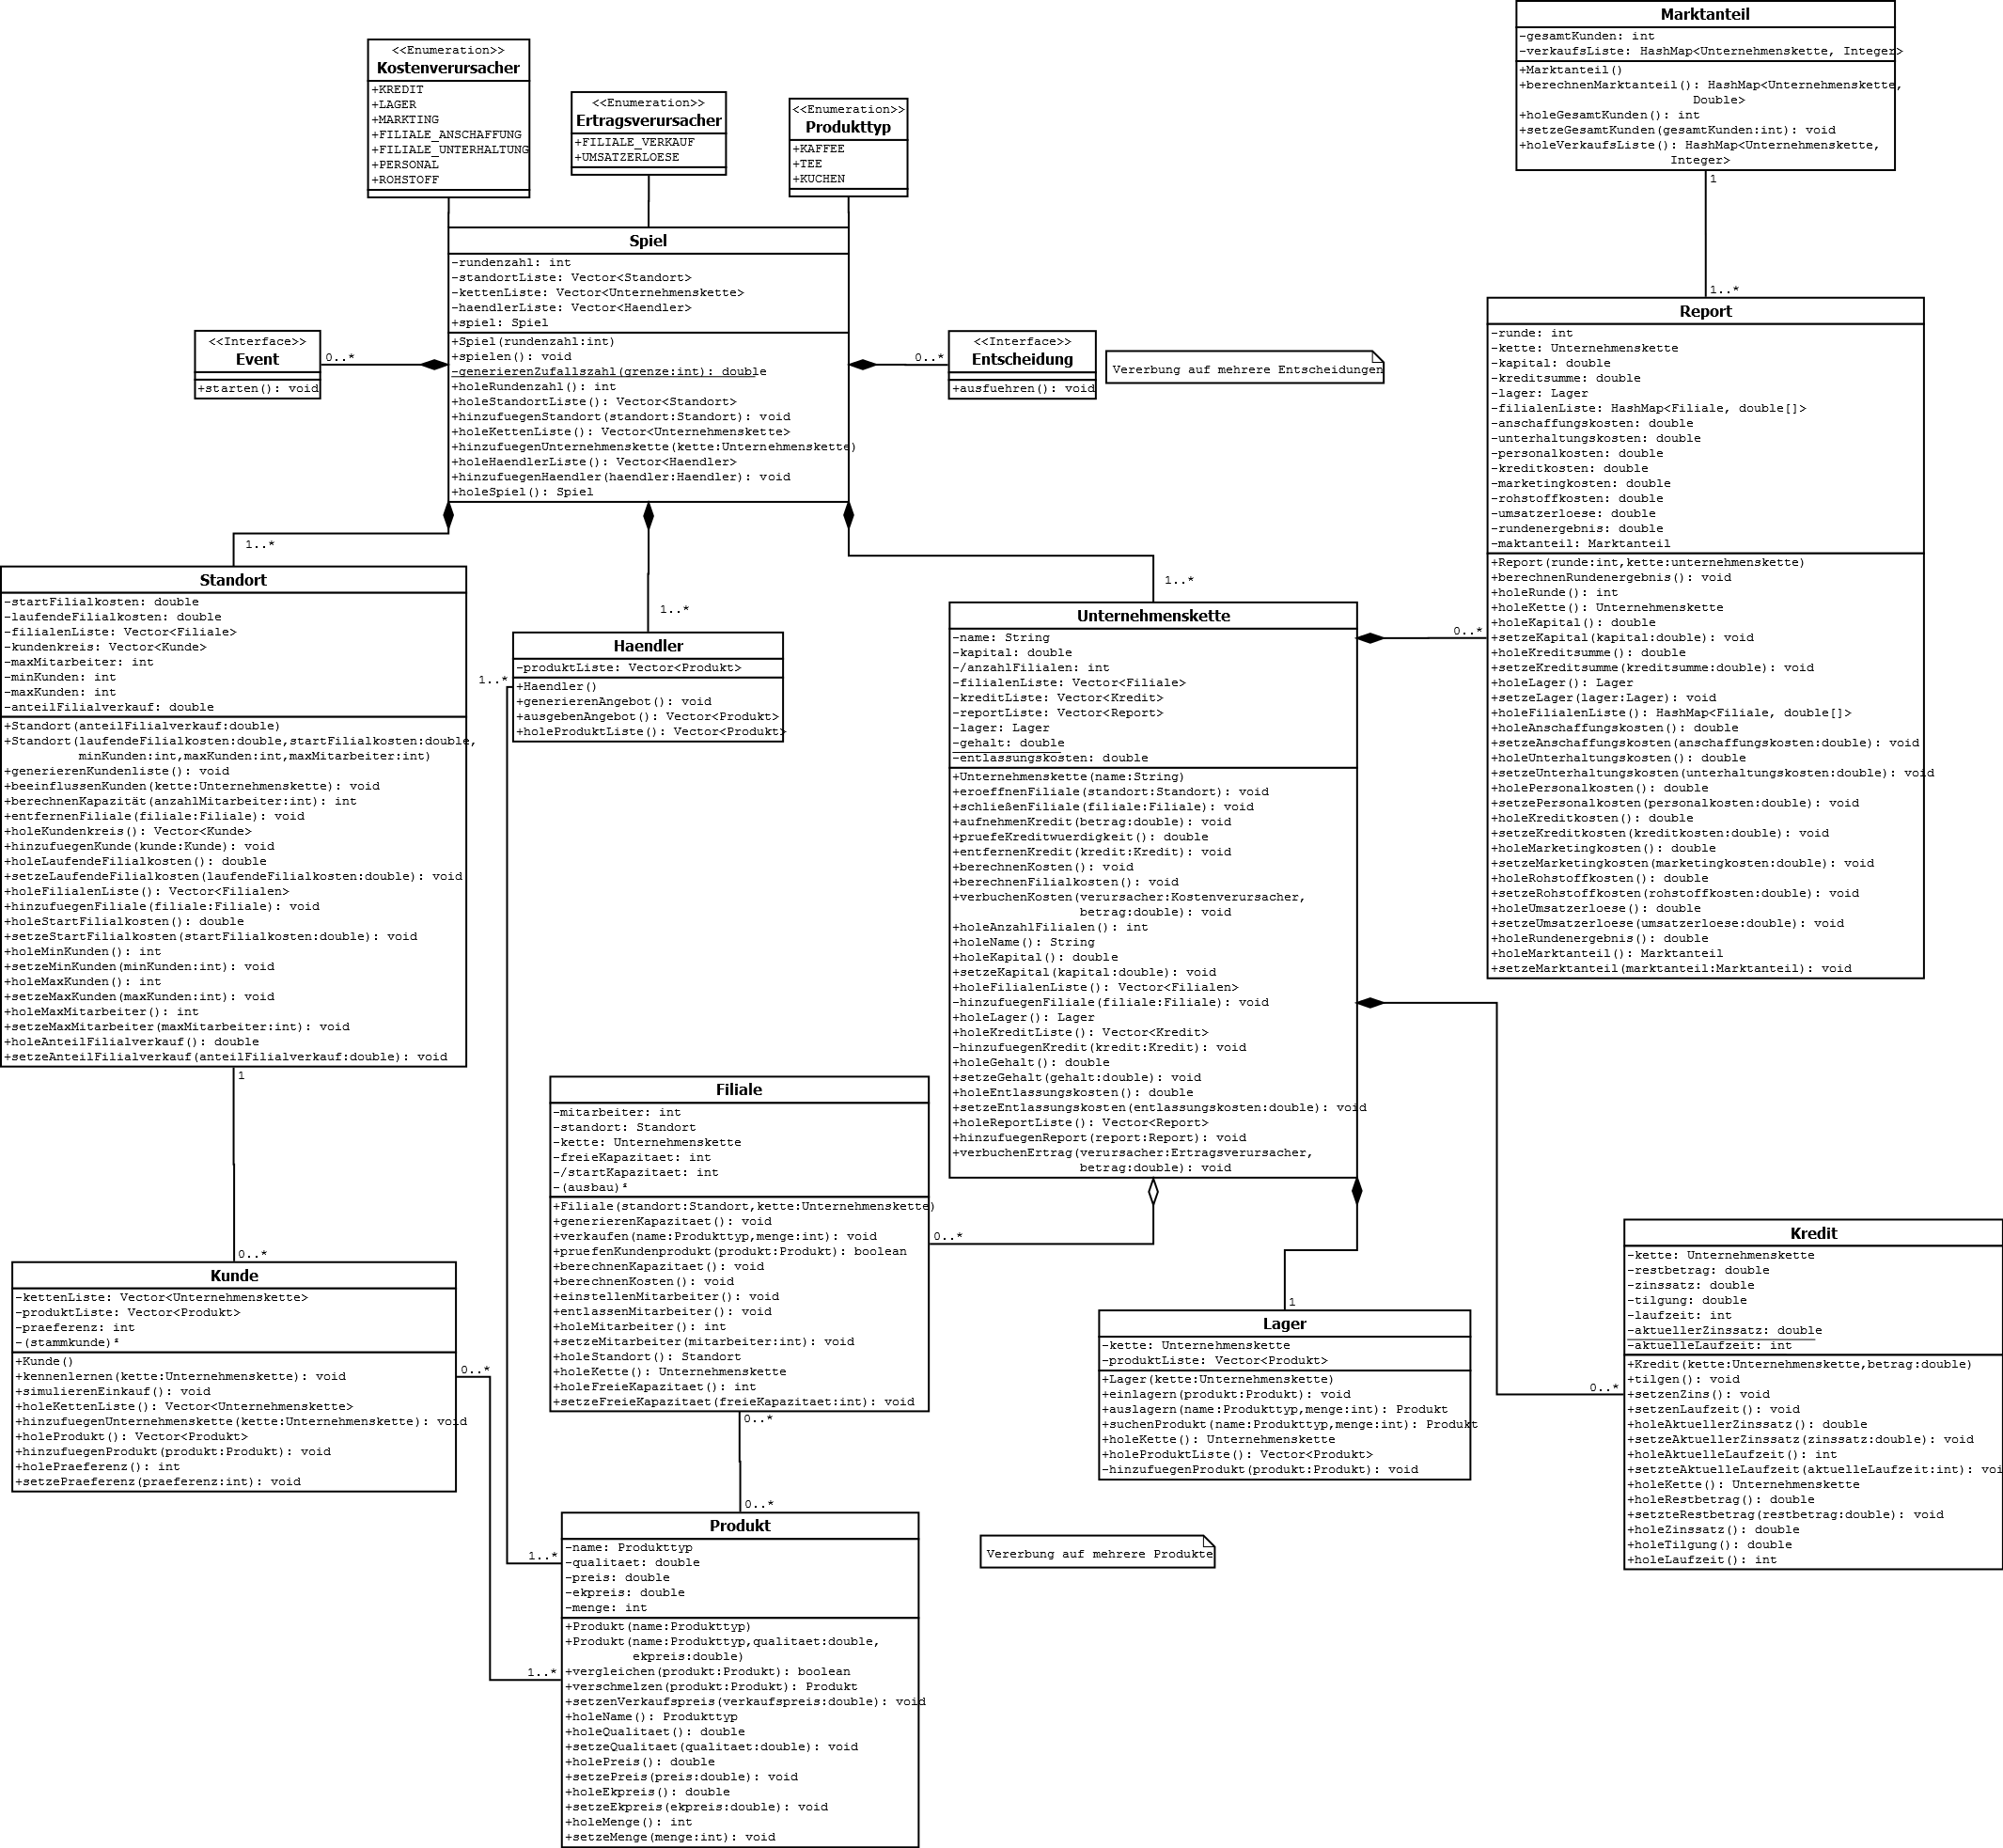 <<Enumeration>>
Kostenverursacher
+KREDIT
+LAGER
+MARKTING
+FILIALE_ANSCHAFFUNG
+FILIALE_UNTERHALTUNG
+PERSONAL
+ROHSTOFF
<<Enumeration>>
Ertragsverursacher
+FILIALE_VERKAUF
+UMSATZERLOESE
<<Enumeration>>
Produkttyp
+KAFFEE
+TEE
+KUCHEN
Marktanteil
-gesamtKunden: int
-verkaufsListe: HashMap<Unternehmenskette, Integer>
+Marktanteil()
+berechnenMarktanteil(): HashMap<Unternehmenskette,
Double>
+holeGesamtKunden(): int
+setzeGesamtKunden(gesamtKunden:int): void
+holeVerkaufsListe(): HashMap<Unternehmenskette,
Integer>
1
1..*
Spiel
-rundenzahl: int
-standortListe: Vector<Standort>
-kettenListe: Vector<Unternehmenskette>
-haendlerListe: Vector<Haendler>
+spiel: Spiel
+Spiel(rundenzahl:int)
+spielen(): void
-generierenZufallszahl(grenze:int): double
+holeRundenzahl(): int
+holeStandortListe(): Vector<Standort>
+hinzufuegenStandort(standort:Standort): void
+holeKettenListe(): Vector<Unternehmenskette>
+hinzufuegenUnternehmenskette(kette:Unternehmenskette)
+holeHaendlerListe(): Vector<Haendler>
+hinzufuegenHaendler(haendler:Haendler): void
+holeSpiel(): Spiel
<<Interface>>
Event
+starten(): void
0..*
0..*
<<Interface>>
Entscheidung
+ausfuehren(): void
Vererbung auf mehrere Entscheidungen
Report
-runde: int
-kette: Unternehmenskette
-kapital: double
-kreditsumme: double
-lager: Lager
-filialenListe: HashMap<Filiale, double[]>
-anschaffungskosten: double
-unterhaltungskosten: double
-personalkosten: double
-kreditkosten: double
-marketingkosten: double
-rohstoffkosten: double
-umsatzerloese: double
-rundenergebnis: double
-maktanteil: Marktanteil
+Report(runde:int,kette:unternehmenskette)
+berechnenRundenergebnis(): void
+holeRunde(): int
+holeKette(): Unternehmenskette
+holeKapital(): double
+setzeKapital(kapital:double): void
+holeKreditsumme(): double
+setzeKreditsumme(kreditsumme:double): void
+holeLager(): Lager
+setzeLager(lager:Lager): void
+holeFilialenListe(): HashMap<Filiale, double[]>
+holeAnschaffungskosten(): double
+setzeAnschaffungskosten(anschaffungskosten:double): void
+holeUnterhaltungskosten(): double
+setzeUnterhaltungskosten(unterhaltungskosten:double): void
+holePersonalkosten(): double
+setzePersonalkosten(personalkosten:double): void
+holeKreditkosten(): double
+setzeKreditkosten(kreditkosten:double): void
+holeMarketingkosten(): double
+setzeMarketingkosten(marketingkosten:double): void
+holeRohstoffkosten(): double
+setzeRohstoffkosten(rohstoffkosten:double): void
+holeUmsatzerloese(): double
+setzeUmsatzerloese(umsatzerloese:double): void
+holeRundenergebnis(): double
+holeMarktanteil(): Marktanteil
+setzeMarktanteil(marktanteil:Marktanteil): void
1..*
Standort
-startFilialkosten: double
-laufendeFilialkosten: double
-filialenListe: Vector<Filiale>
-kundenkreis: Vector<Kunde>
-maxMitarbeiter: int
-minKunden: int
-maxKunden: int
-anteilFilialverkauf: double
+Standort(anteilFilialverkauf:double)
+Standort(laufendeFilialkosten:double,startFilialkosten:double,
minKunden:int,maxKunden:int,maxMitarbeiter:int)
+generierenKundenliste(): void
+beeinflussenKunden(kette:Unternehmenskette): void
+berechnenKapazität(anzahlMitarbeiter:int): int
+entfernenFiliale(filiale:Filiale): void
+holeKundenkreis(): Vector<Kunde>
+hinzufuegenKunde(kunde:Kunde): void
+holeLaufendeFilialkosten(): double
+setzeLaufendeFilialkosten(laufendeFilialkosten:double): void
+holeFilialenListe(): Vector<Filialen>
+hinzufuegenFiliale(filiale:Filiale): void
+holeStartFilialkosten(): double
+setzeStartFilialkosten(startFilialkosten:double): void
+holeMinKunden(): int
+setzeMinKunden(minKunden:int): void
+holeMaxKunden(): int
+setzeMaxKunden(maxKunden:int): void
+holeMaxMitarbeiter(): int
+setzeMaxMitarbeiter(maxMitarbeiter:int): void
+holeAnteilFilialverkauf(): double
+setzeAnteilFilialverkauf(anteilFilialverkauf:double): void
1..*
Haendler
-produktListe: Vector<Produkt>
+Haendler()
+generierenAngebot(): void
+ausgebenAngebot(): Vector<Produkt>
+holeProduktListe(): Vector<Produkt>
1..*
1..*
Unternehmenskette
-name: String
-kapital: double
-/anzahlFilialen: int
-filialenListe: Vector<Filiale>
-kreditListe: Vector<Kredit>
-reportListe: Vector<Report>
-lager: Lager
-gehalt: double
-entlassungskosten: double
+Unternehmenskette(name:String)
+eroeffnenFiliale(standort:Standort): void
+schließenFiliale(filiale:Filiale): void
+aufnehmenKredit(betrag:double): void
+pruefeKreditwuerdigkeit(): double
+entfernenKredit(kredit:Kredit): void
+berechnenKosten(): void
+berechnenFilialkosten(): void
+verbuchenKosten(verursacher:Kostenverursacher,
betrag:double): void
+holeAnzahlFilialen(): int
+holeName(): String
+holeKapital(): double
+setzeKapital(kapital:double): void
+holeFilialenListe(): Vector<Filialen>
-hinzufuegenFiliale(filiale:Filiale): void
+holeLager(): Lager
+holeKreditListe(): Vector<Kredit>
-hinzufuegenKredit(kredit:Kredit): void
+holeGehalt(): double
+setzeGehalt(gehalt:double): void
+holeEntlassungskosten(): double
+setzeEntlassungskosten(entlassungskosten:double): void
+holeReportListe(): Vector<Report>
+hinzufuegenReport(report:Report): void
+verbuchenErtrag(verursacher:Ertragsverursacher,
betrag:double): void
0..*
1
0..*
Filiale
-mitarbeiter: int
-standort: Standort
-kette: Unternehmenskette
-freieKapazitaet: int
-/startKapazitaet: int
-(ausbau)*
+Filiale(standort:Standort,kette:Unternehmenskette)
+generierenKapazitaet(): void
+verkaufen(name:Produkttyp,menge:int): void
+pruefenKundenprodukt(produkt:Produkt): boolean
+berechnenKapazitaet(): void
+berechnenKosten(): void
+einstellenMitarbeiter(): void
+entlassenMitarbeiter(): void
+holeMitarbeiter(): int
+setzeMitarbeiter(mitarbeiter:int): void
+holeStandort(): Standort
+holeKette(): Unternehmenskette
+holeFreieKapazitaet(): int
+setzeFreieKapazitaet(freieKapazitaet:int): void
0..*
0..*
0..*
Kunde
-kettenListe: Vector<Unternehmenskette>
-produktListe: Vector<Produkt>
-praeferenz: int
-(stammkunde)*
+Kunde()
+kennenlernen(kette:Unternehmenskette): void
+simulierenEinkauf(): void
+holeKettenListe(): Vector<Unternehmenskette>
+hinzufuegenUnternehmenskette(kette:Unternehmenskette): void
+holeProdukt(): Vector<Produkt>
+hinzufuegenProdukt(produkt:Produkt): void
+holePraeferenz(): int
+setzePraeferenz(praeferenz:int): void
0..*
1
Lager
-kette: Unternehmenskette
-produktListe: Vector<Produkt>
+Lager(kette:Unternehmenskette)
+einlagern(produkt:Produkt): void
+auslagern(name:Produkttyp,menge:int): Produkt
+suchenProdukt(name:Produkttyp,menge:int): Produkt
+holeKette(): Unternehmenskette
+holeProduktListe(): Vector<Produkt>
-hinzufuegenProdukt(produkt:Produkt): void
0..*
Kredit
-kette: Unternehmenskette
-restbetrag: double
-zinssatz: double
-tilgung: double
-laufzeit: int
-aktuellerZinssatz: double
-aktuelleLaufzeit: int
+Kredit(kette:Unternehmenskette,betrag:double)
+tilgen(): void
+setzenZins(): void
+setzenLaufzeit(): void
+holeAktuellerZinssatz(): double
+setzeAktuellerZinssatz(zinssatz:double): void
+holeAktuelleLaufzeit(): int
+setzteAktuelleLaufzeit(aktuelleLaufzeit:int): voi
+holeKette(): Unternehmenskette
+holeRestbetrag(): double
+setzteRestbetrag(restbetrag:double): void
+holeZinssatz(): double
+holeTilgung(): double
+holeLaufzeit(): int
1..*
1..*
Produkt
-name: Produkttyp
-qualitaet: double
-preis: double
-ekpreis: double
-menge: int
+Produkt(name:Produkttyp)
+Produkt(name:Produkttyp,qualitaet:double,
ekpreis:double)
+vergleichen(produkt:Produkt): boolean
+verschmelzen(produkt:Produkt): Produkt
+setzenVerkaufspreis(verkaufspreis:double): void
+holeName(): Produkttyp
+holeQualitaet(): double
+setzeQualitaet(qualitaet:double): void
+holePreis(): double
+setzePreis(preis:double): void
+holeEkpreis(): double
+setzeEkpreis(ekpreis:double): void
+holeMenge(): int
+setzeMenge(menge:int): void
Vererbung auf mehrere Produkte